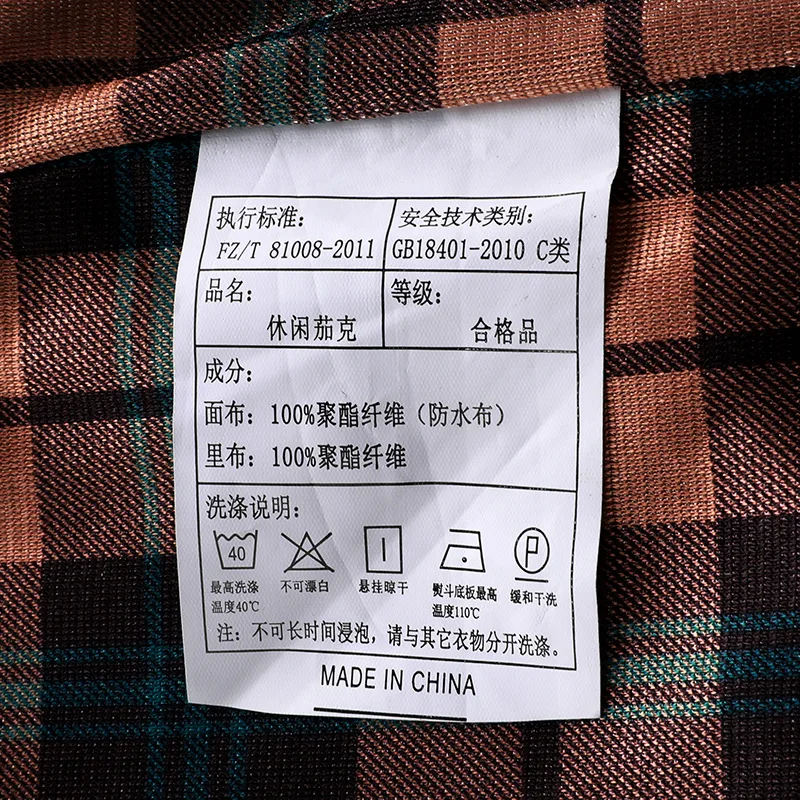 执行标准：
FZ/T 81008-2011
安全技术类别：
GB18401-2010 C类
品名：
休闲茄克
等级：
合格品
成分：
面布：100%聚酯纤维（防水布）
里布：100%聚酯纤维
洗涤说明：
40
P
最高洗涤
温度40℃
不可漂白
悬挂晾干
熨斗底板最高
温度110℃
缓和干洗
注：不可长时间浸泡，请与其它衣物分开洗涤。
MADE IN CHINA